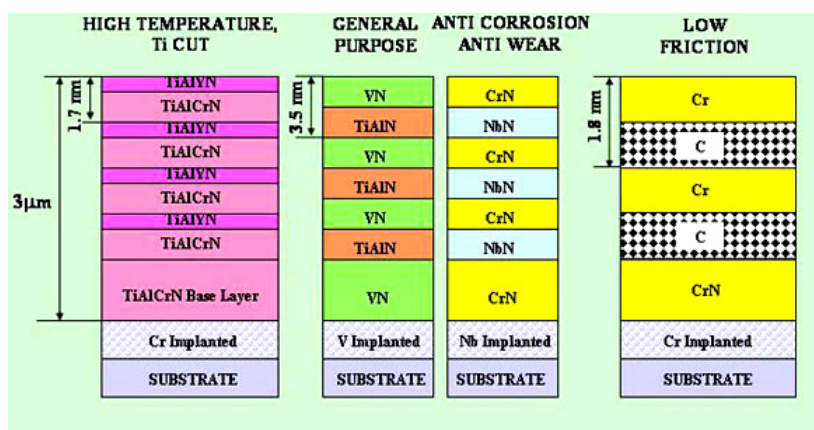 HIGH TEMPERATURE,
Ti CUT
GENERAL
PURPOSE
ANTI CORROSION
ANTI WEAR
LOW
FRICTION
3μm
1.7 nm
TiAlYN
TiAlCrN
TiAlYN
TiAlCrN
TiAlYN
TiAlCrN
TiAlYN
TiAlCrN
TiAlCrN Base Layer
Cr Implanted
SUBSTRATE
3.5 nm
VN
TiAlN
VN
TiAlN
VN
TiAlN
VN
V Implanted
SUBSTRATE
CrN
NbN
CrN
NbN
CrN
NbN
CrN
Nb Implanted
SUBSTRATE
1.8 nm
Cr
C
Cr
C
CrN
Cr Implanted
SUBSTRATE